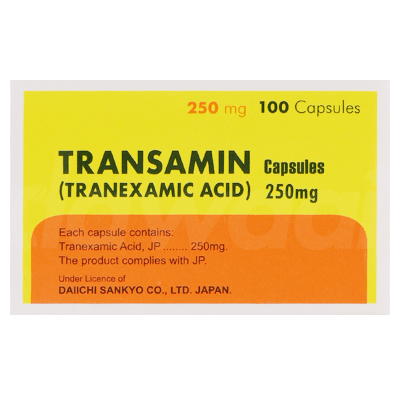 250 mg 100 Capsules
TRANSAMIN Capsules
(TRANEXAMIC ACID) 250mg
Each capsule contains:
Tranexamic Acid, JP ........ 250mg.
The product complies with JP.
Under Licence of
DAIICHI SANKYO CO., LTD. JAPAN.